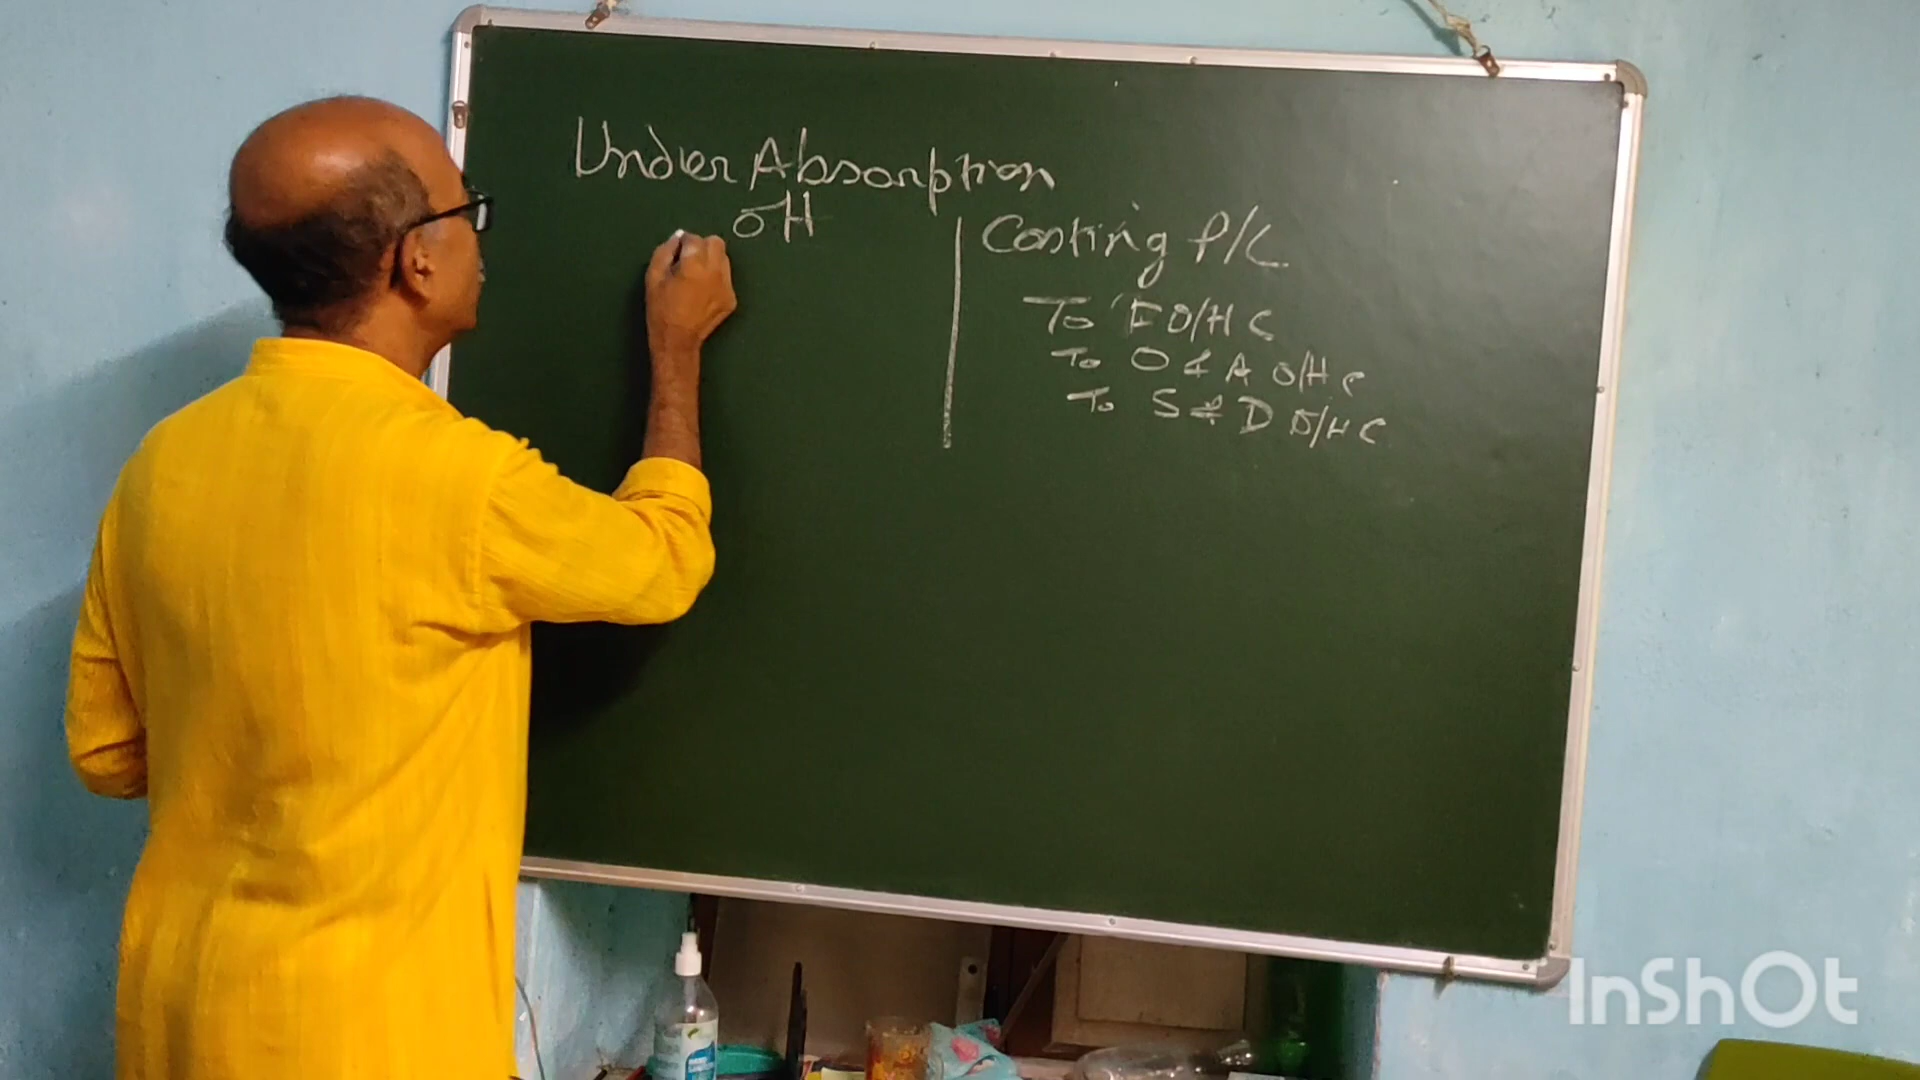 Under Absorption
OH
Costing P/L
To F O/H C
To O & A O/H C
To S & D O/H C
InShOt